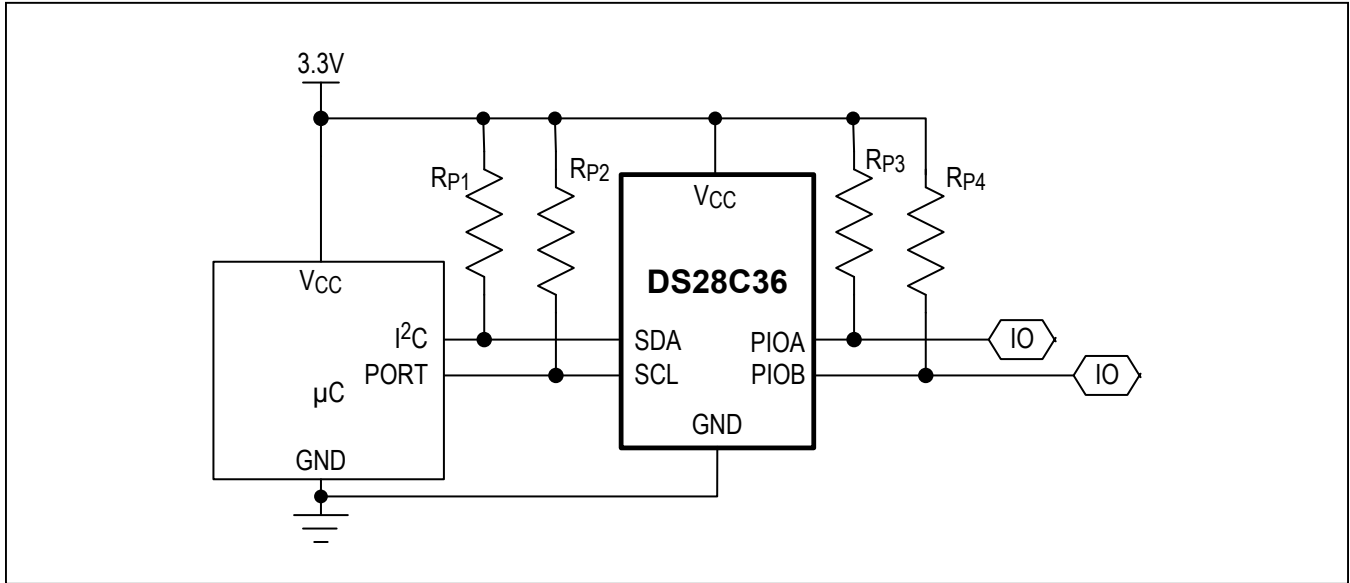 3.3V
RP1
RP2
RP3
RP4
VCC
VCC
DS28C36
I²C
PORT
µC
GND
SDA
SCL
GND
PIOA
PIOB
IO
IO